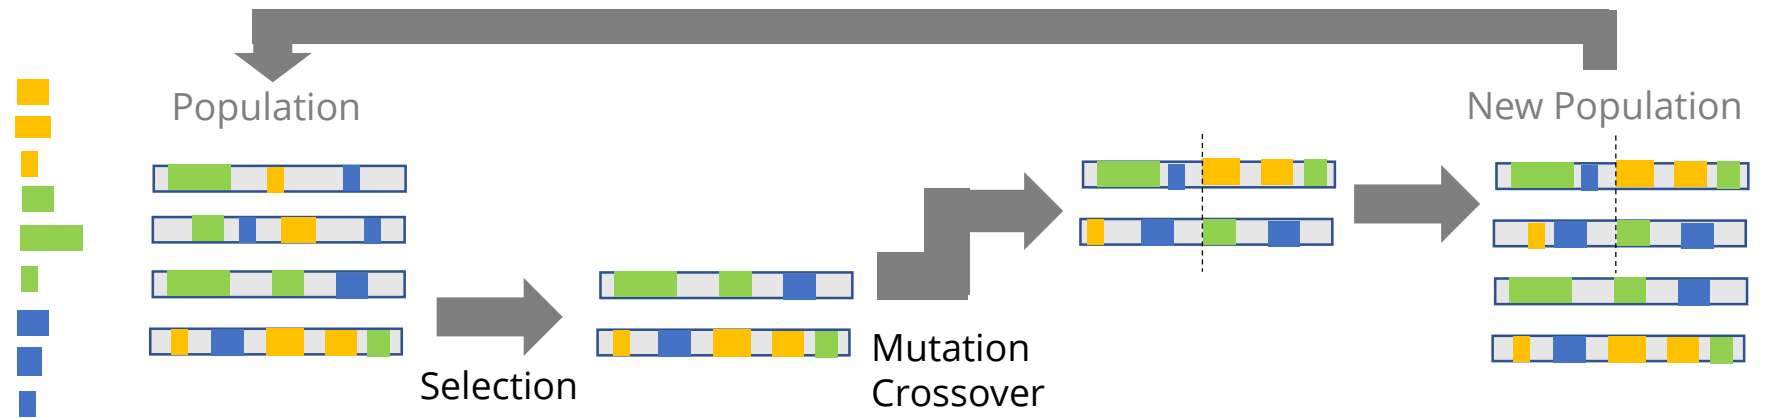 Population
New Population
Selection
Mutation
Crossover